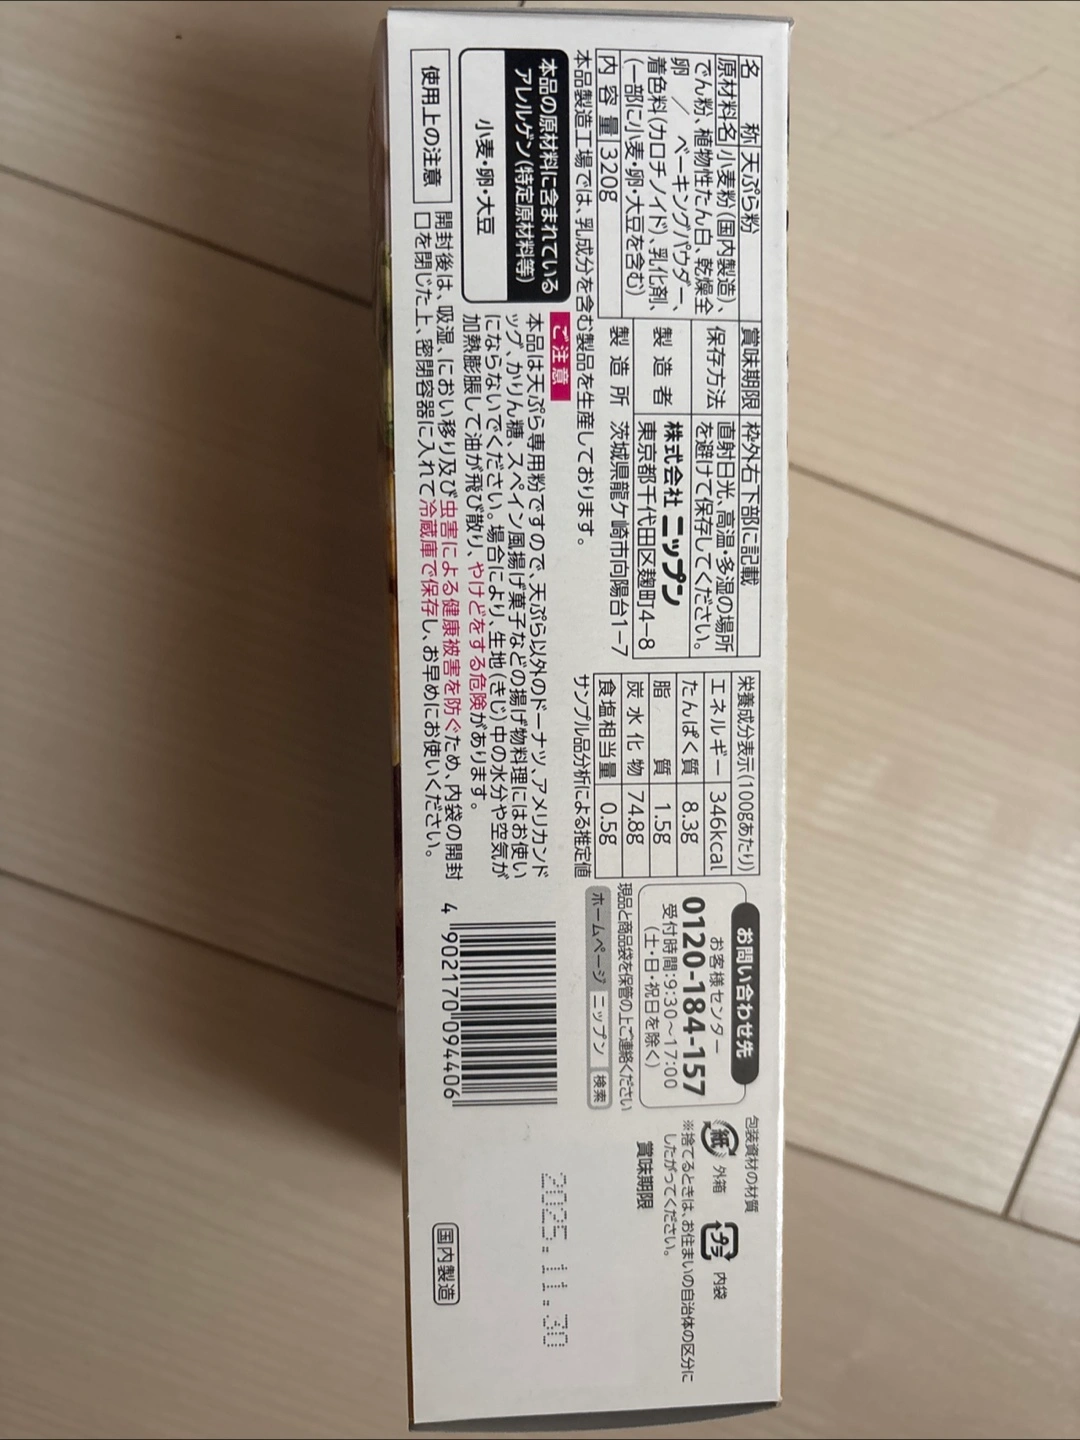 名称 天ぷら粉
原材料名 小麦粉(国内製造)、
でん粉、植物性たん白、乾燥全
卵 / ベーキングパウダー、
着色料(カロチノイド)、乳化剤、
(一部に小麦・卵・大豆を含む)
内容量 320g
賞味期限 枠外右下部に記載
保存方法 直射日光、高温・多湿の場所
を避けて保存してください。
製造者 株式会社 ニップン
東京都千代田区麹町4-8
製造所 茨城県龍ケ崎市向陽台1-7
本品製造工場では、乳成分を含む製品を生産しております。
本品の原材料に含まれている
アレルゲン(特定原材料等)
小麦・卵・大豆
ご注意
本品は天ぷら専用粉ですので、天ぷら以外のドーナツ、アメリカンド
ッグ、かりん糖、スペイン風揚げ菓子などの揚げ物料理にはお使い
にならないでください。場合により、生地(きじ)中の水分や空気が
加熱膨張して油が飛び散り、やけどをする危険があります。
使用上の注意
開封後は、吸湿、におい移り及び虫害による健康被害を防ぐため、内袋の開封
口を閉じた上、密閉容器に入れて冷蔵庫で保存し、お早めにお使いください。
栄養成分表示(100gあたり)
エネルギー 346kcal
たんぱく質 8.3g
脂質 1.5g
炭水化物 74.8g
食塩相当量 0.5g
サンプル品分析による推定値
お問い合わせ先
お客様センター
0120-184-157
受付時間:9:30〜17:00
(土・日・祝日を除く)
現品と商品袋を保管の上ご連絡ください
ホームページ ニップン 検索
4 902170 094406
包装資材の材質
紙 外箱 プラ 内袋
※捨てるときは、お住まいの自治体の区分に
したがってください。
賞味期限
2025.11.30
国内製造